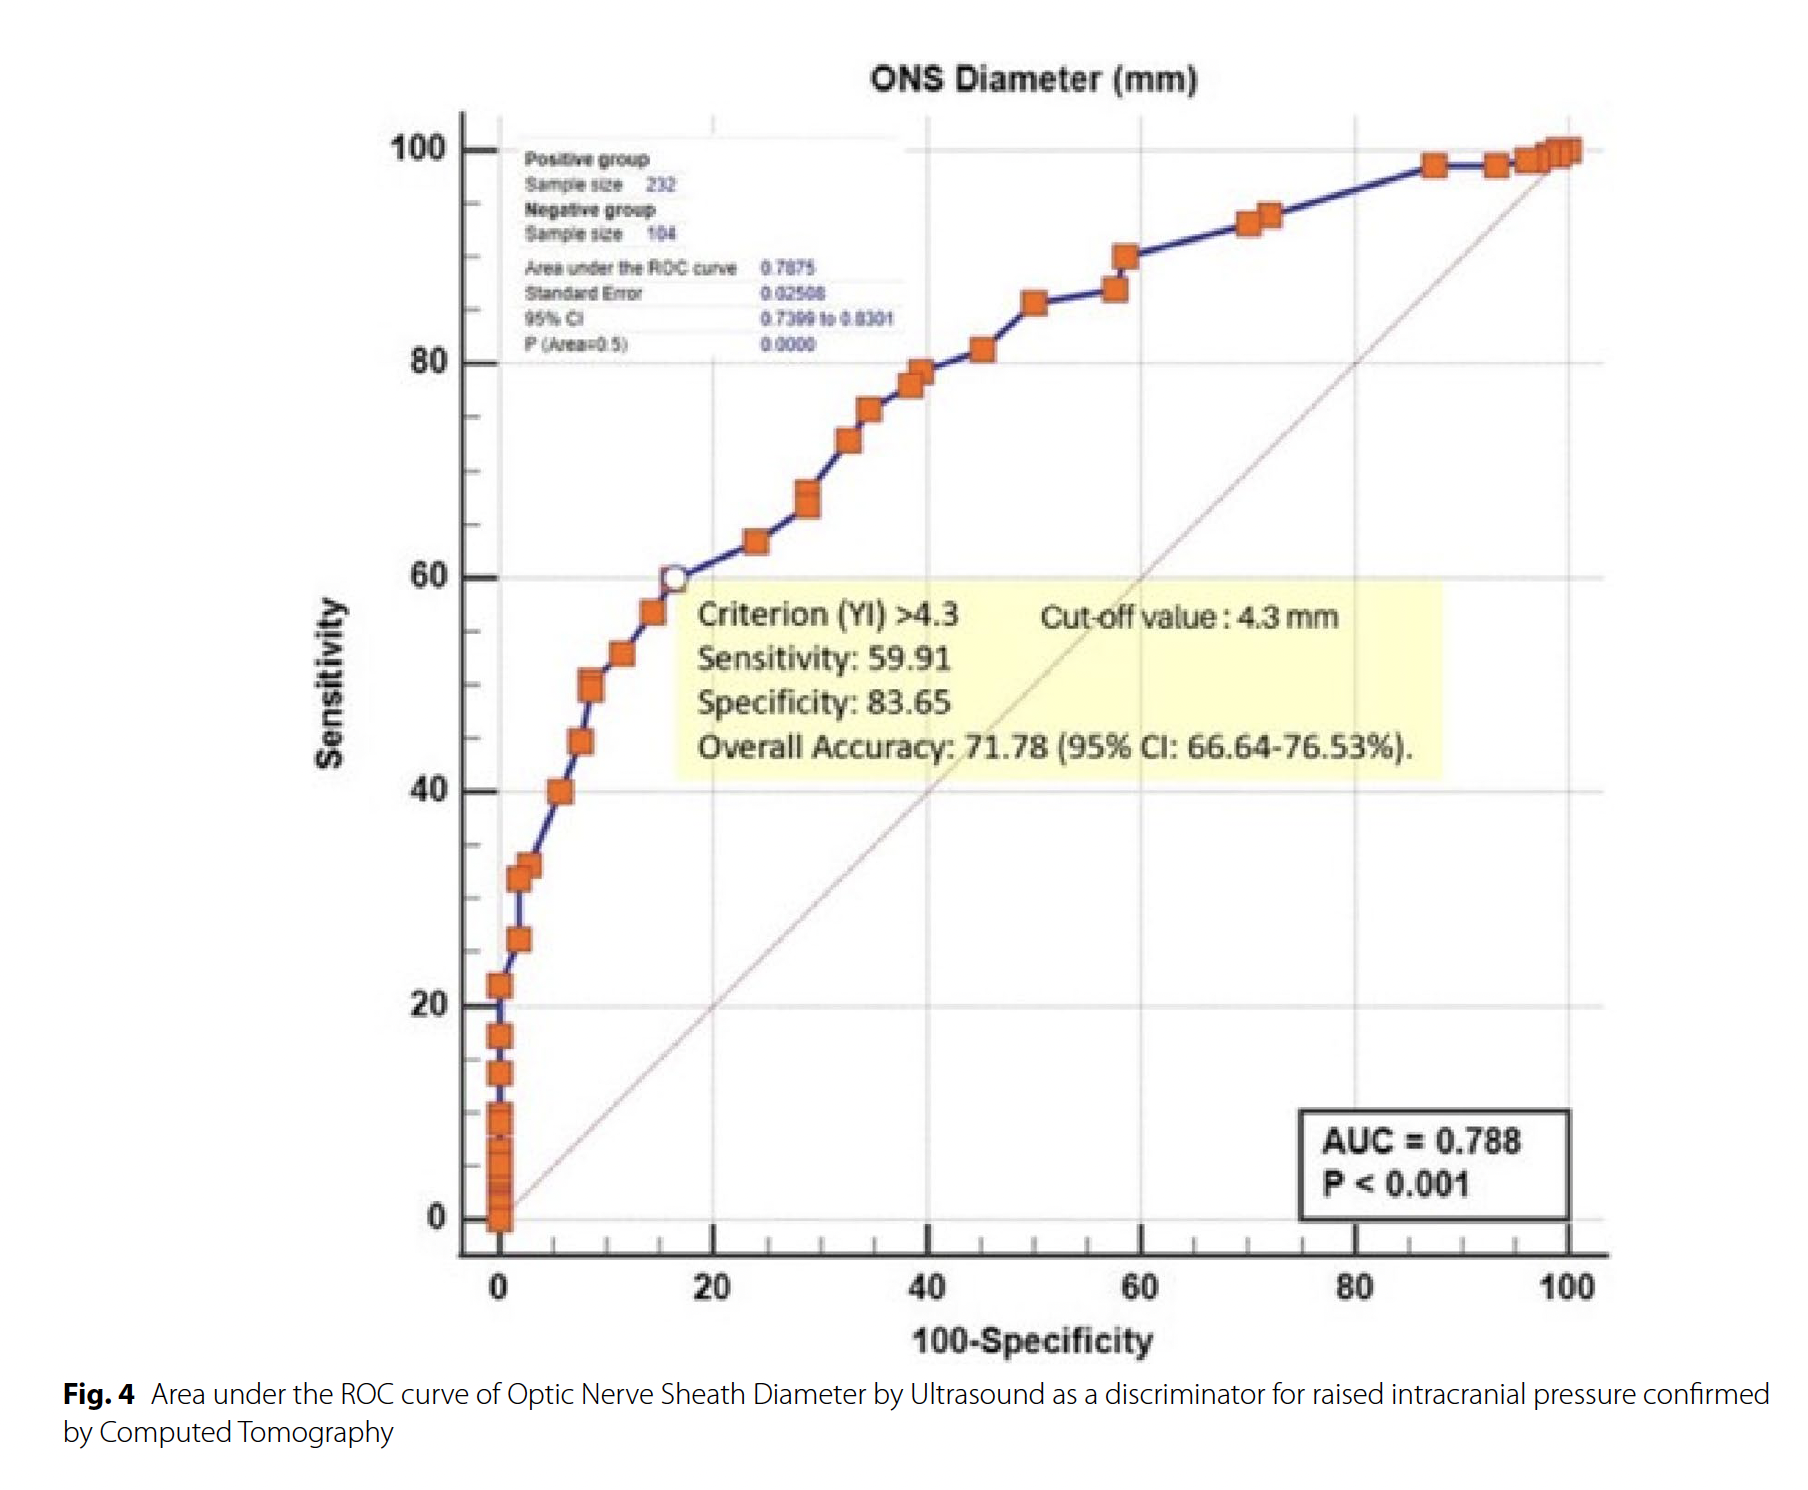 ONS Diameter (mm)
100
80
60
40
20
0
Sensitivity
Positive group
Sample size 232
Negative group
Sample size 104
Area under the ROC curve 0.7875
Standard Error 0.02508
95% CI 0.7399 to 0.8301
P (Area=0.5) 0.0000
Criterion (YI) >4.3 Cut-off value : 4.3 mm
Sensitivity: 59.91
Specificity: 83.65
Overall Accuracy: 71.78 (95% CI: 66.64-76.53%).
AUC = 0.788
P < 0.001
0 20 40 60 80 100
100-Specificity
Fig. 4 Area under the ROC curve of Optic Nerve Sheath Diameter by Ultrasound as a discriminator for raised intracranial pressure confirmed
by Computed Tomography